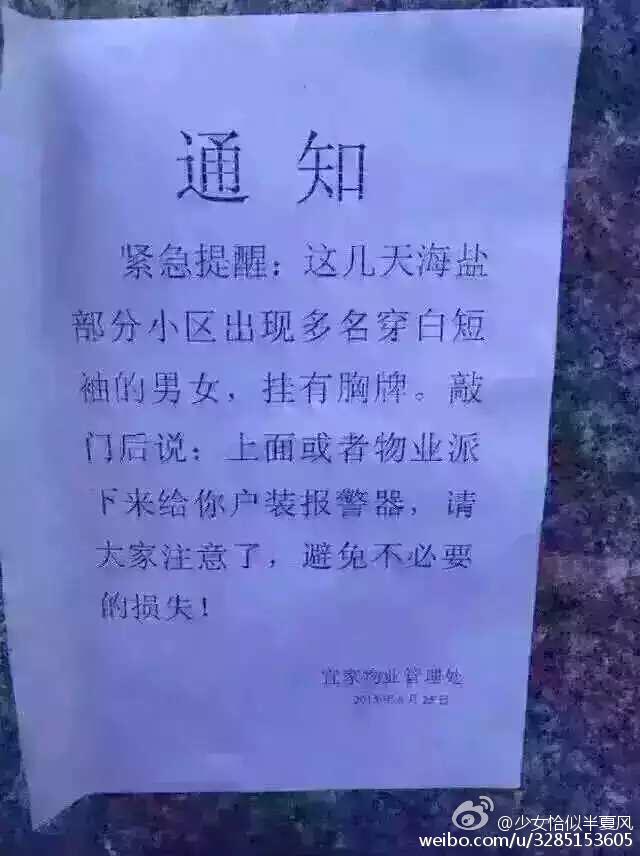 通知
紧急提醒：这几天海盐
部分小区出现多名穿白短
袖的男女，挂有胸牌。敲
门后说：上面或者物业派
下来给你户装报警器，请
大家注意了，避免不必要
的损失！
宜家物业管理处
2015年8月25日
@少女恰似半夏风
weibo.com/u/3285153605